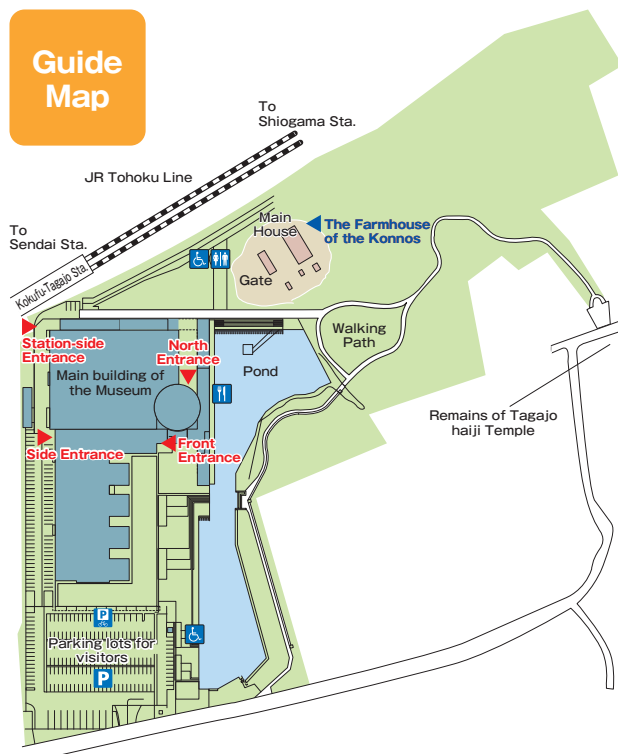 Guide
Map
To
Shiogama Sta.
JR Tohoku Line
To
Sendai Sta.
Kokufu-Tagajo Sta.
Main
House
The Farmhouse
of the Konnos
Gate
Station-side
Entrance
North
Entrance
Walking
Path
Main building of
the Museum
Pond
Remains of Tagajo
haiji Temple
Side Entrance
Front
Entrance
P
Parking lots for
visitors
P